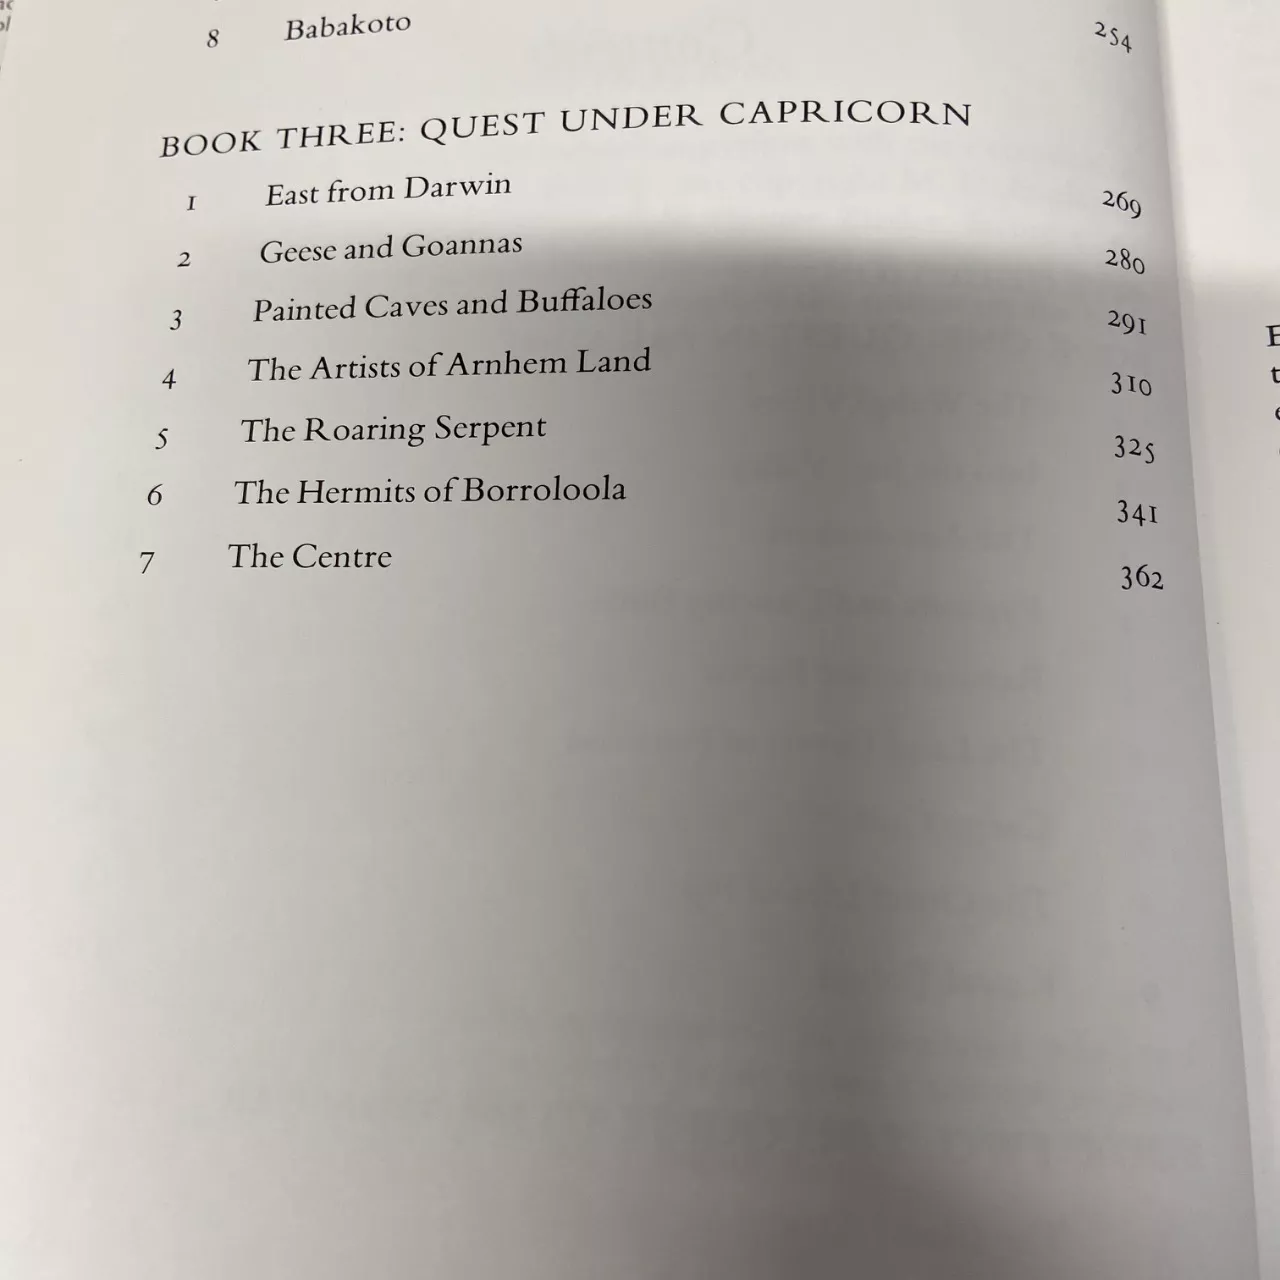 8 Babakoto 254
BOOK THREE: QUEST UNDER CAPRICORN
1 East from Darwin 269
2 Geese and Goannas 280
3 Painted Caves and Buffaloes 291
4 The Artists of Arnhem Land 310
5 The Roaring Serpent 325
6 The Hermits of Borroloola 341
7 The Centre 362